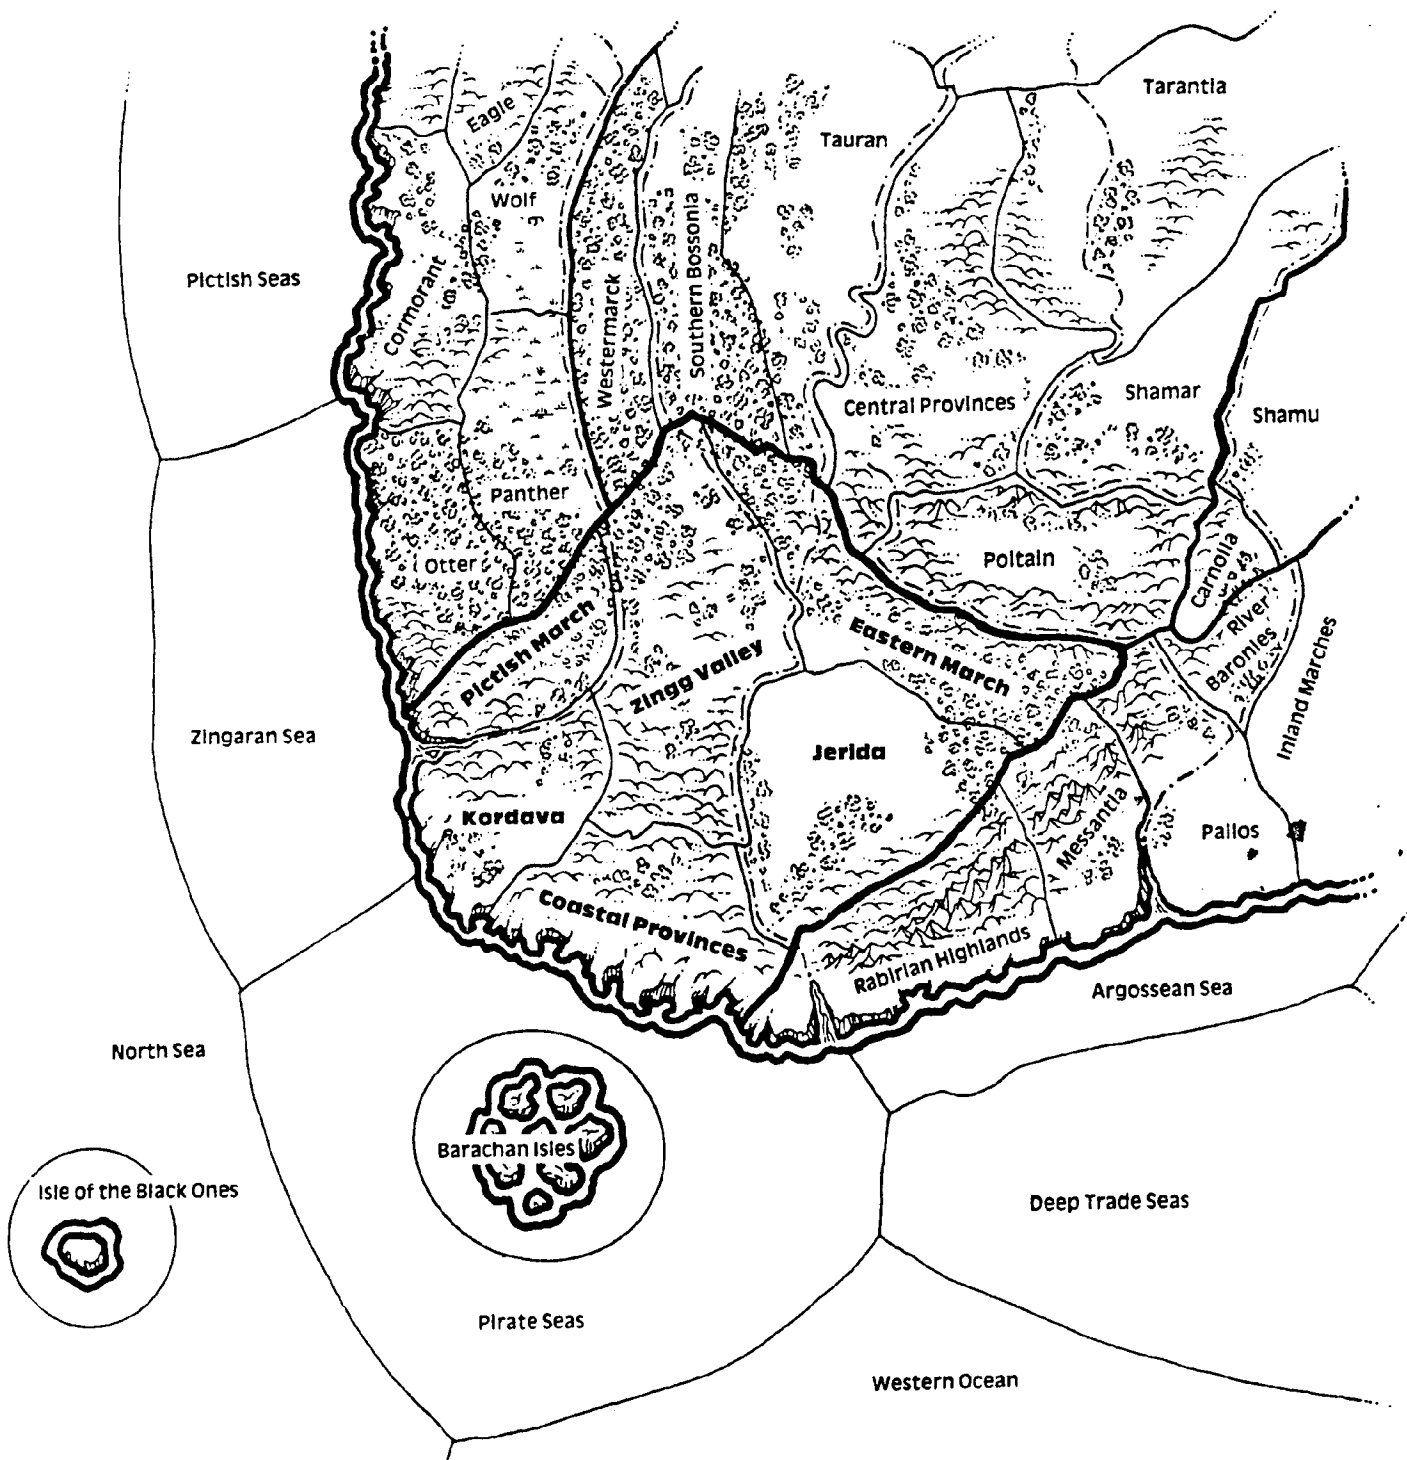 Tarantia
Eagle
Tauran
Wolf
Southern Bossonia
Pictish Seas
Cormorant
Westermarck
Central Provinces
Shamar
Shamu
Panther
Otter
Poitain
Carnolla
River
Baronies
Inland Marches
Pictish March
Zingg Valley
Eastern March
Zingaran Sea
Jerida
Kordava
Messantia
Pallos
Coastal Provinces
Rabirian Highlands
Argossean Sea
North Sea
Barachan Isles
Isle of the Black Ones
Deep Trade Seas
Pirate Seas
Western Ocean